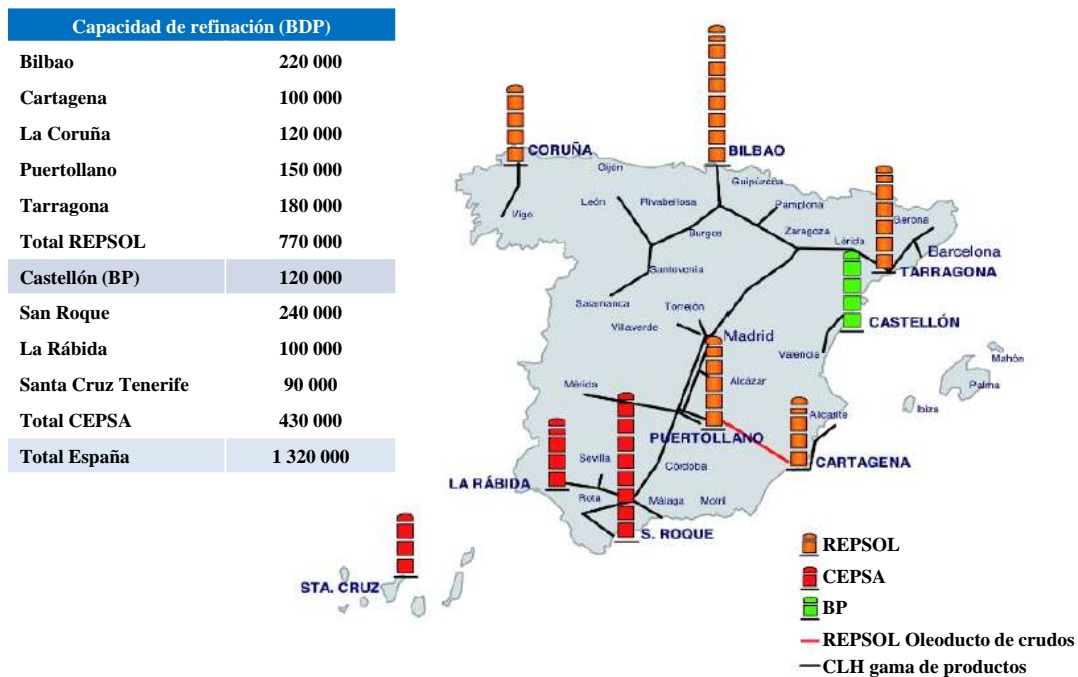 Capacidad de refinación (BDP)
Bilbao 220 000
Cartagena 100 000
La Coruña 120 000
Puertollano 150 000
Tarragona 180 000
Total REPSOL 770 000
Castellón (BP) 120 000
San Roque 240 000
La Rábida 100 000
Santa Cruz Tenerife 90 000
Total CEPSA 430 000
Total España 1 320 000
CORUÑA
BILBAO
Gijón
Guipúzcoa
Vigo
León
Rivabellosa
Pamplona
Burgos
Zaragoza
Lérida
Gerona
Barcelona
TARRAGONA
Santovenia
Salamanca
Torrejón
Villaverde
Madrid
CASTELLÓN
Valencia
Mahón
Palma
Ibiza
Mérida
Alcázar
Alicante
PUERTOLLANO
CARTAGENA
Sevilla
Córdoba
LA RÁBIDA
Rota
Málaga
Motril
S. ROQUE
STA. CRUZ
REPSOL
CEPSA
BP
REPSOL Oleoducto de crudos
CLH gama de productos